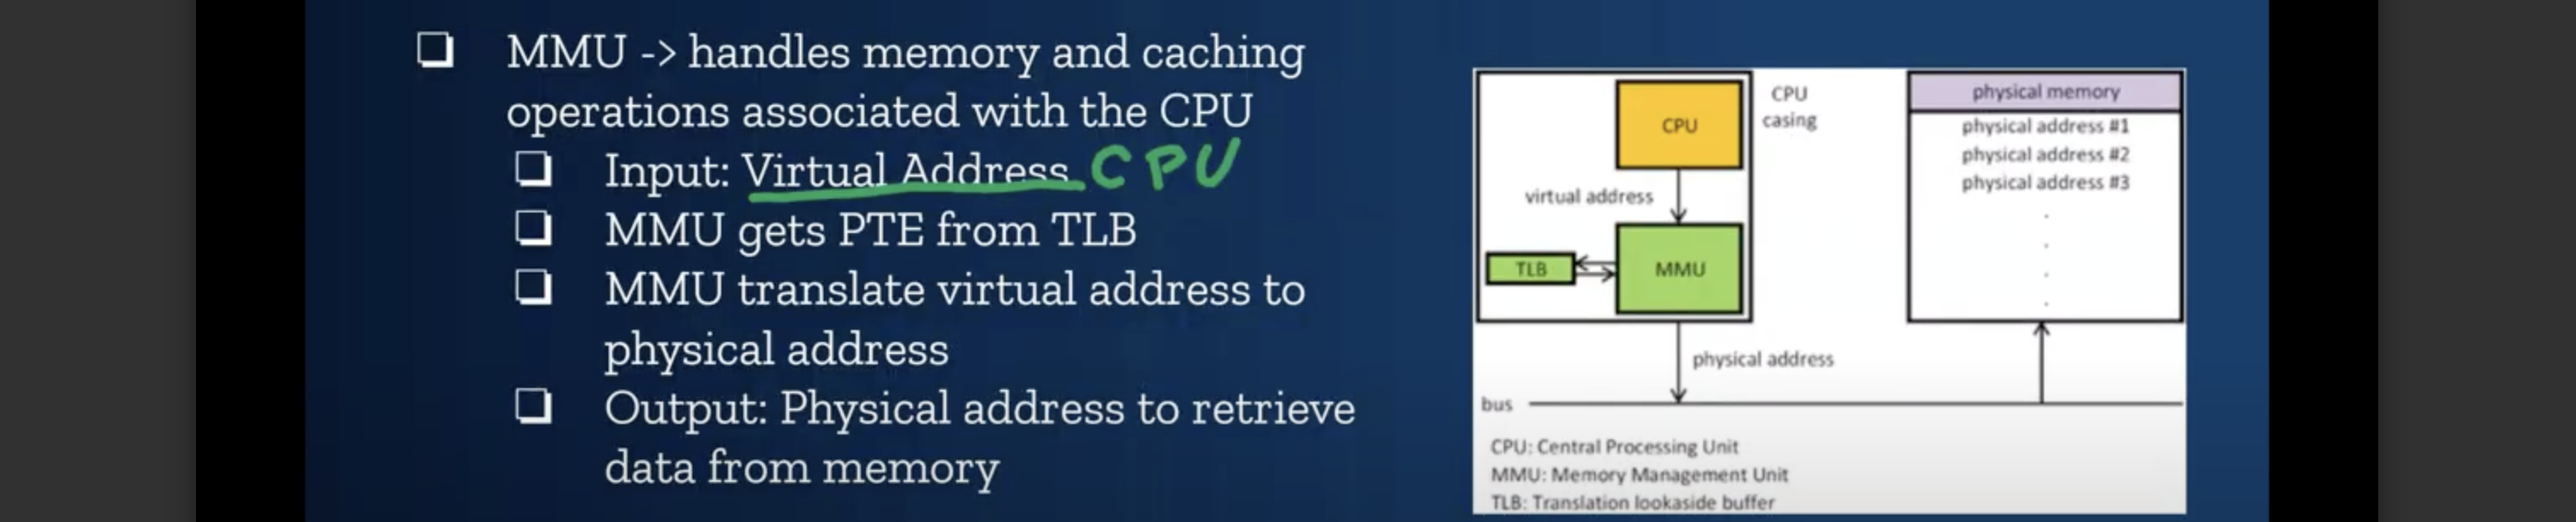 MMU -> handles memory and caching
operations associated with the CPU
Input: Virtual Address CPU
MMU gets PTE from TLB
MMU translate virtual address to
physical address
Output: Physical address to retrieve
data from memory
CPU
CPU
casing
virtual address
TLB
MMU
physical address
bus
physical memory
physical address #1
physical address #2
physical address #3
.
.
.
.
CPU: Central Processing Unit
MMU: Memory Management Unit
TLB: Translation lookaside buffer